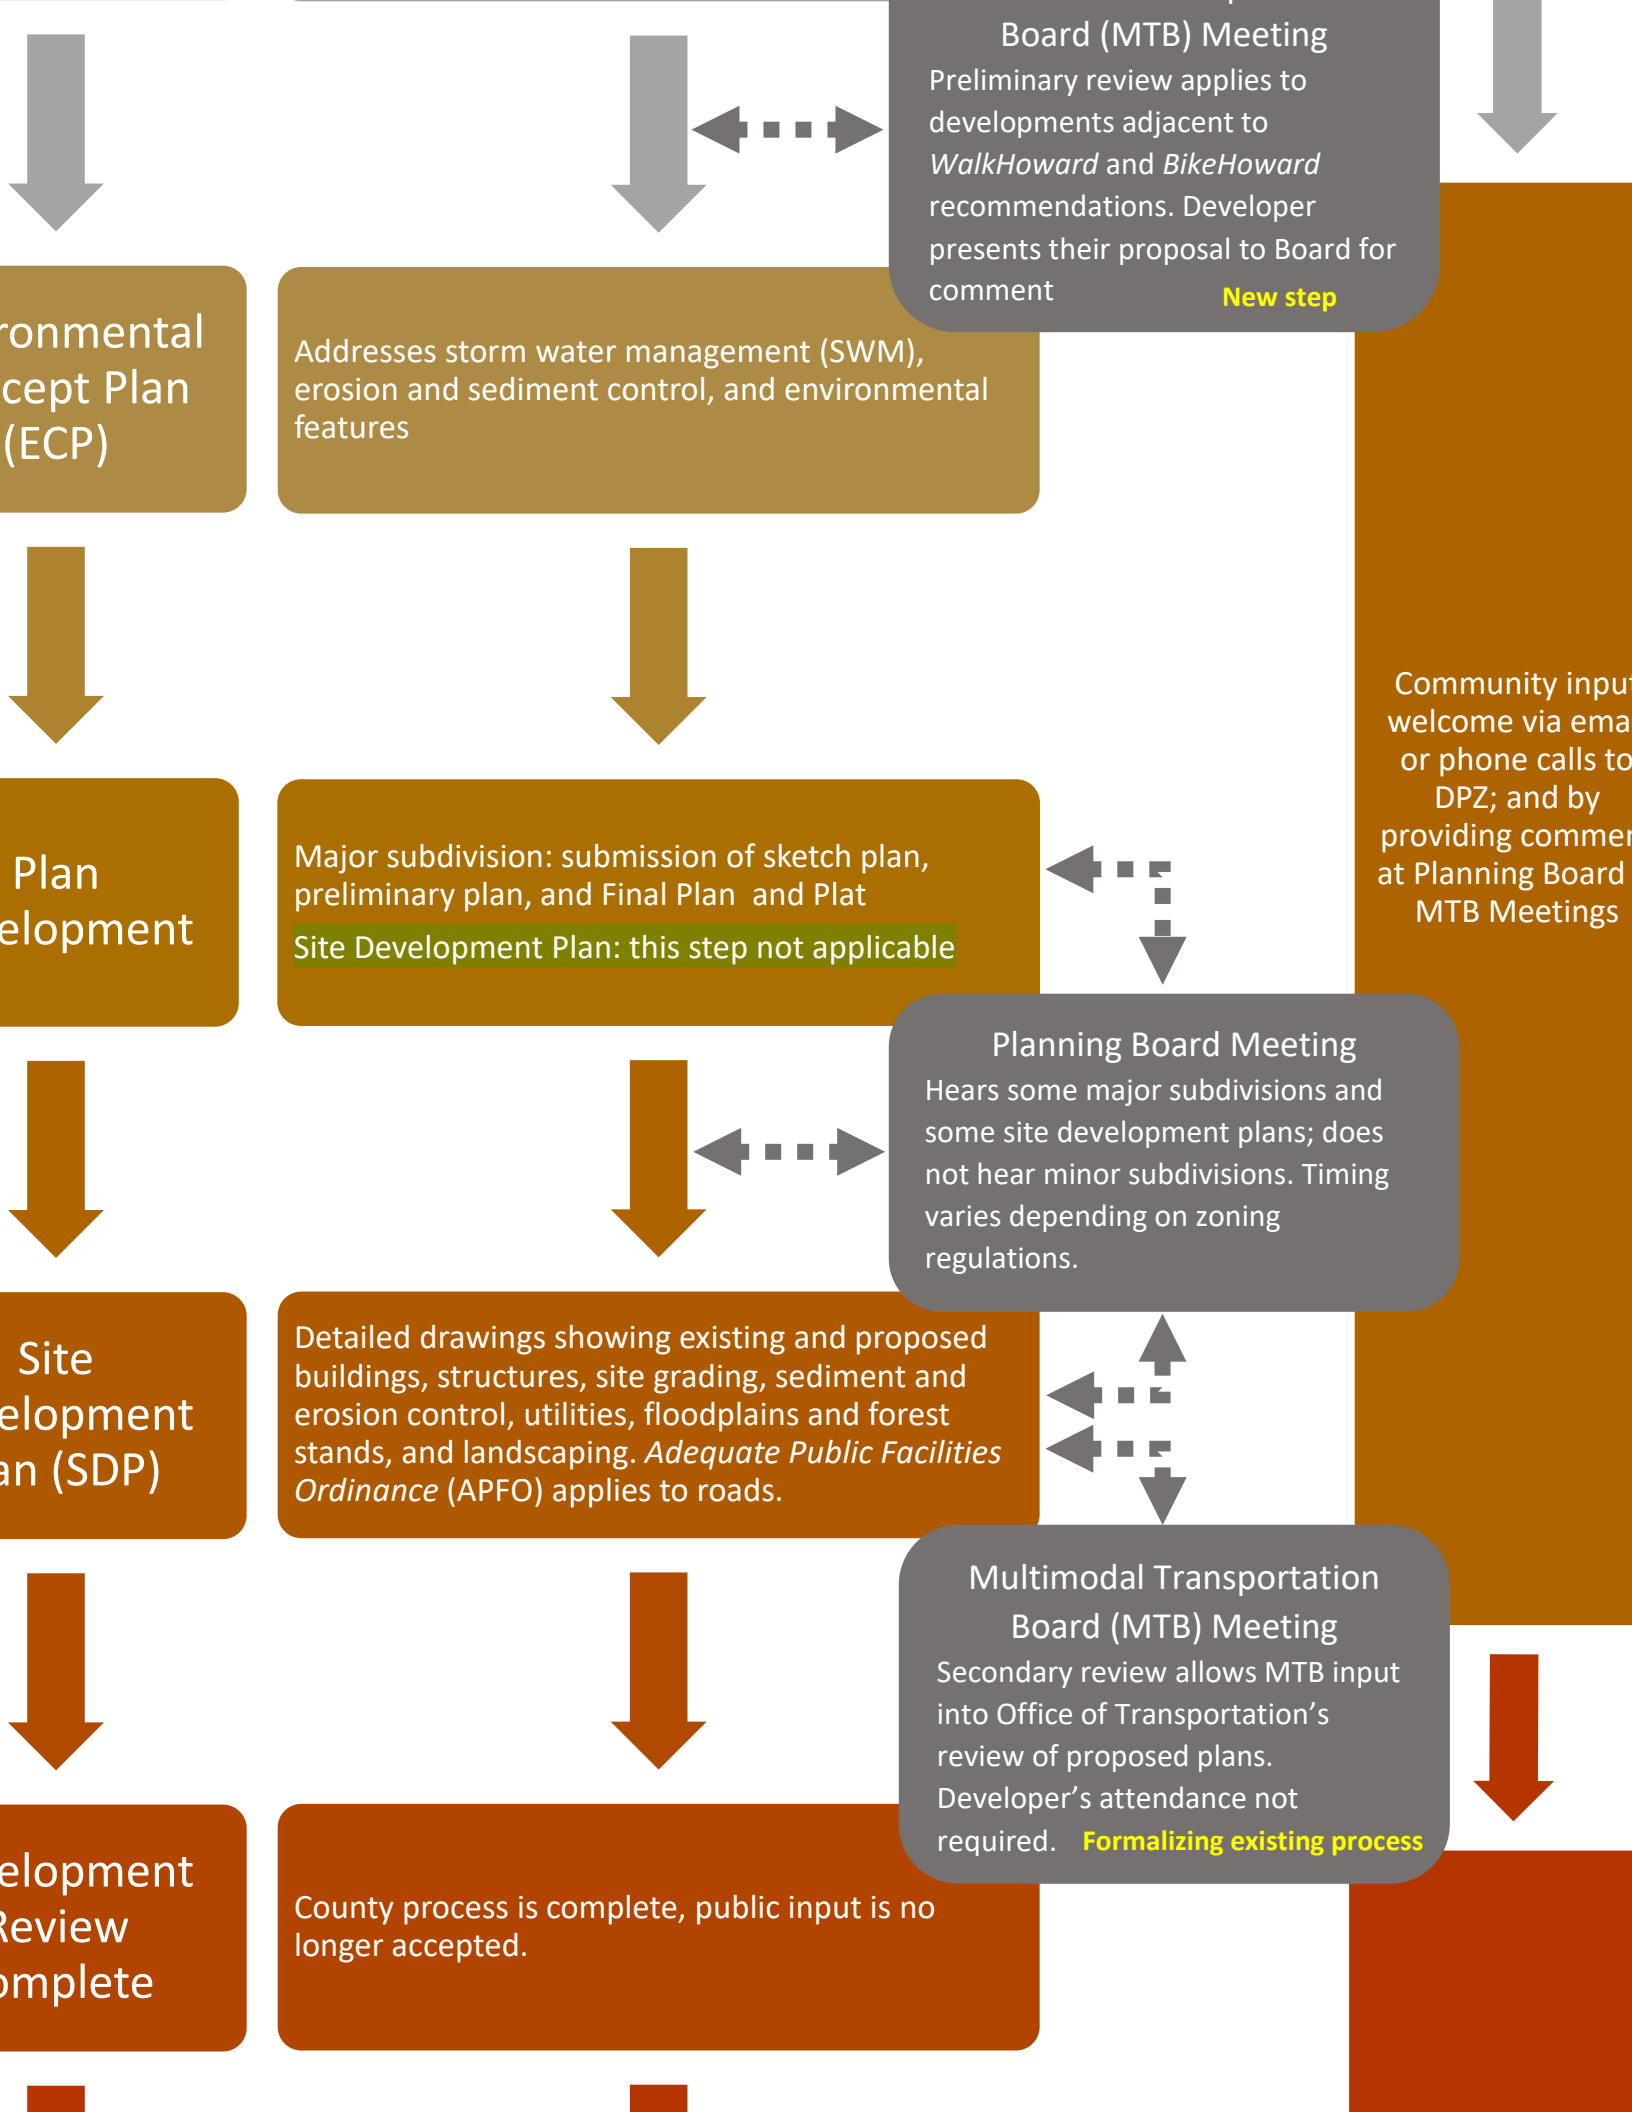 Board (MTB) Meeting
Preliminary review applies to
developments adjacent to
WalkHoward and BikeHoward
recommendations. Developer
presents their proposal to Board for
comment
New step
ronmental
cept Plan
(ECP)
Addresses storm water management (SWM),
erosion and sediment control, and environmental
features
Plan
elopment
Major subdivision: submission of sketch plan,
preliminary plan, and Final Plan and Plat
Site Development Plan: this step not applicable
Community input
welcome via emai
or phone calls to
DPZ; and by
providing commen
at Planning Board
MTB Meetings
Planning Board Meeting
Hears some major subdivisions and
some site development plans; does
not hear minor subdivisions. Timing
varies depending on zoning
regulations.
Site
elopment
an (SDP)
Detailed drawings showing existing and proposed
buildings, structures, site grading, sediment and
erosion control, utilities, floodplains and forest
stands, and landscaping. Adequate Public Facilities
Ordinance (APFO) applies to roads.
Multimodal Transportation
Board (MTB) Meeting
Secondary review allows MTB input
into Office of Transportation’s
review of proposed plans.
Developer’s attendance not
required. Formalizing existing process
elopment
Review
omplete
County process is complete, public input is no
longer accepted.